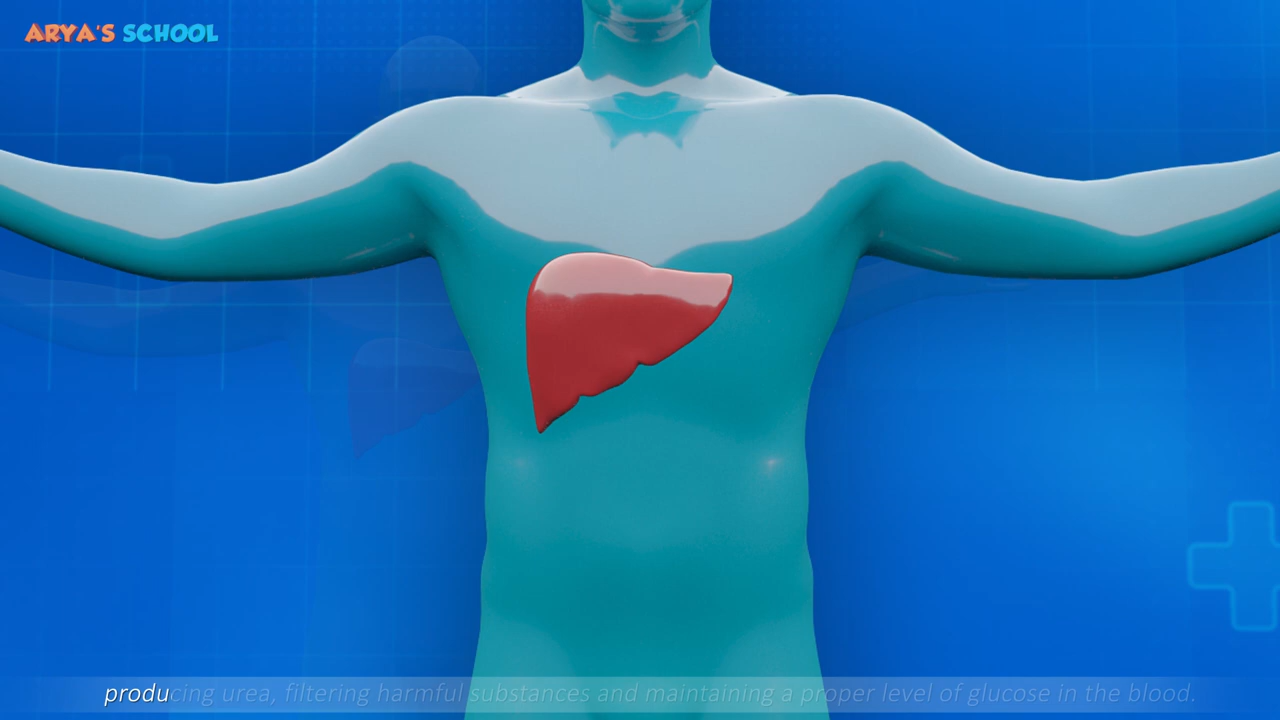 ARYA'S SCHOOL
producing urea, filtering harmful substances and maintaining a proper level of glucose in the blood.